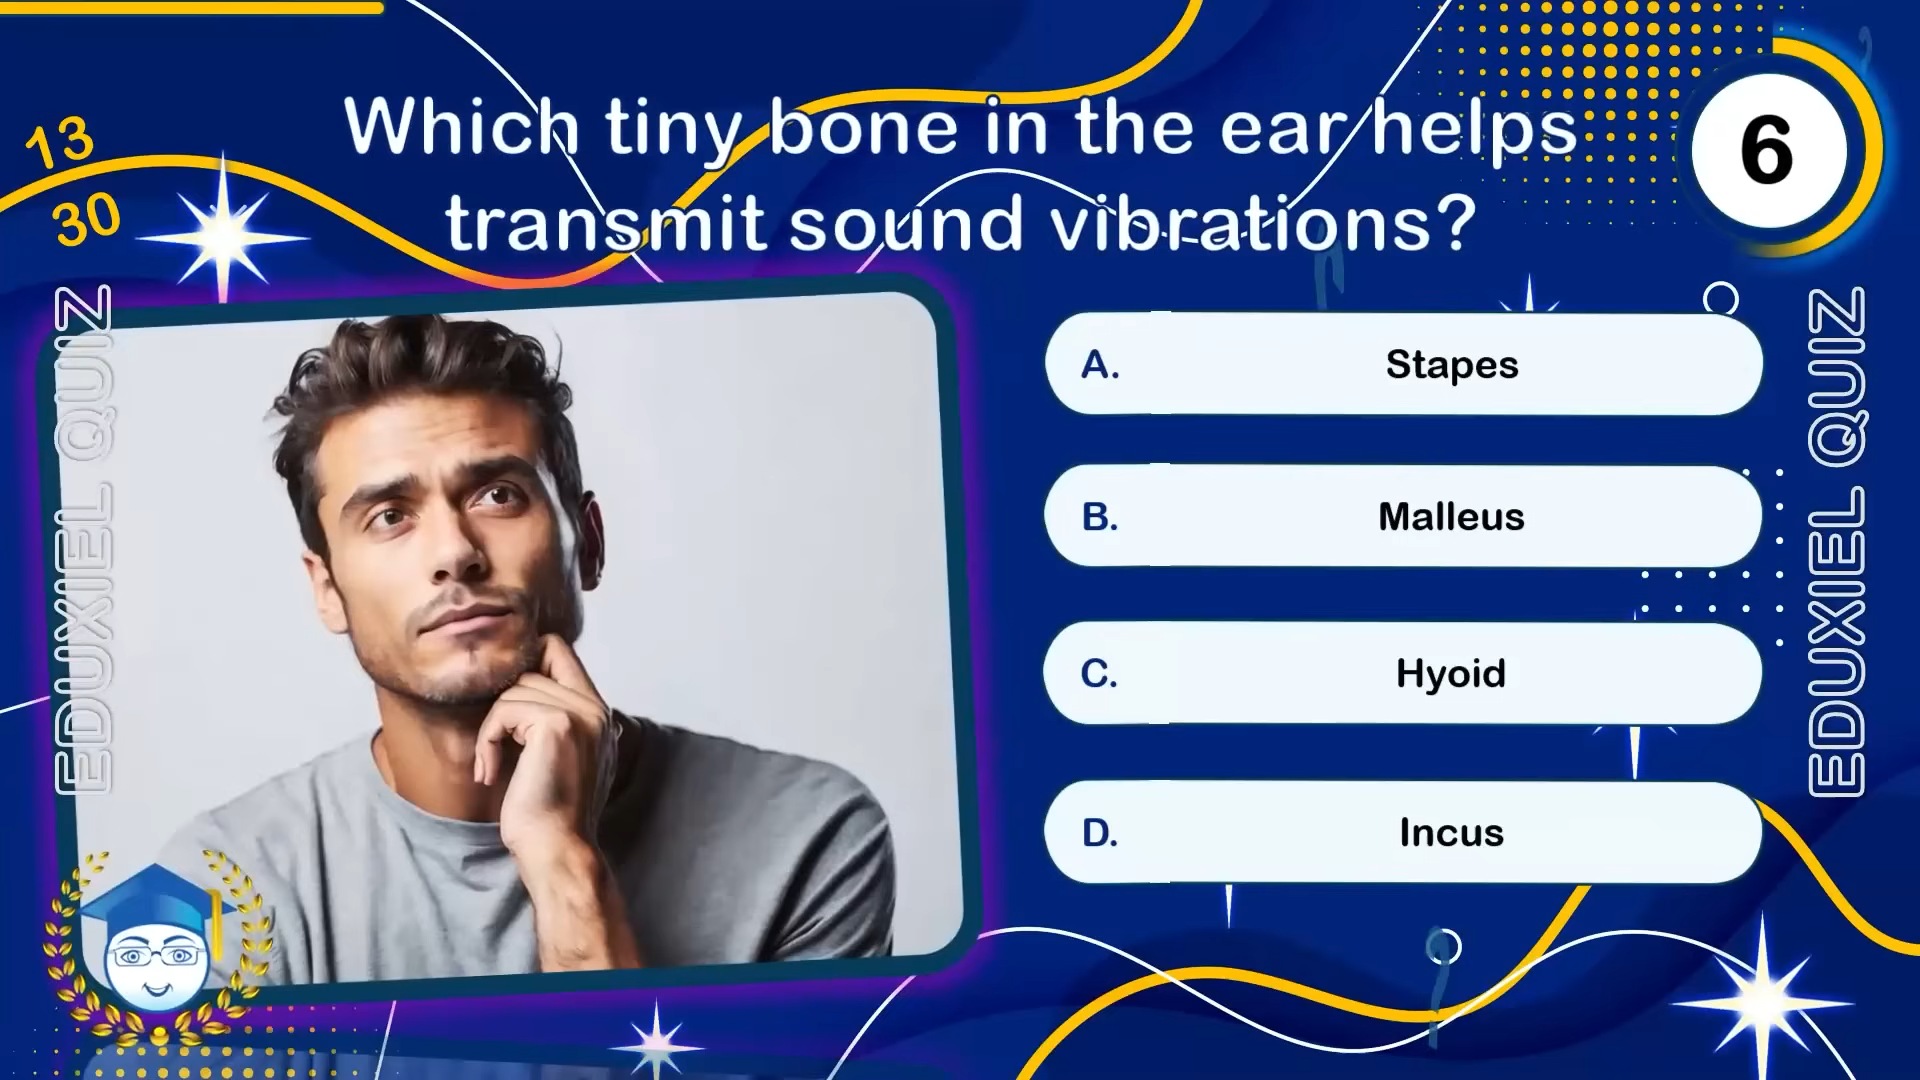 Which tiny bone in the ear helps
transmit sound vibrations?
13
30
6
EDUXIEL QUIZ
A. Stapes
B. Malleus
C. Hyoid
D. Incus
EDUXIEL QUIZ